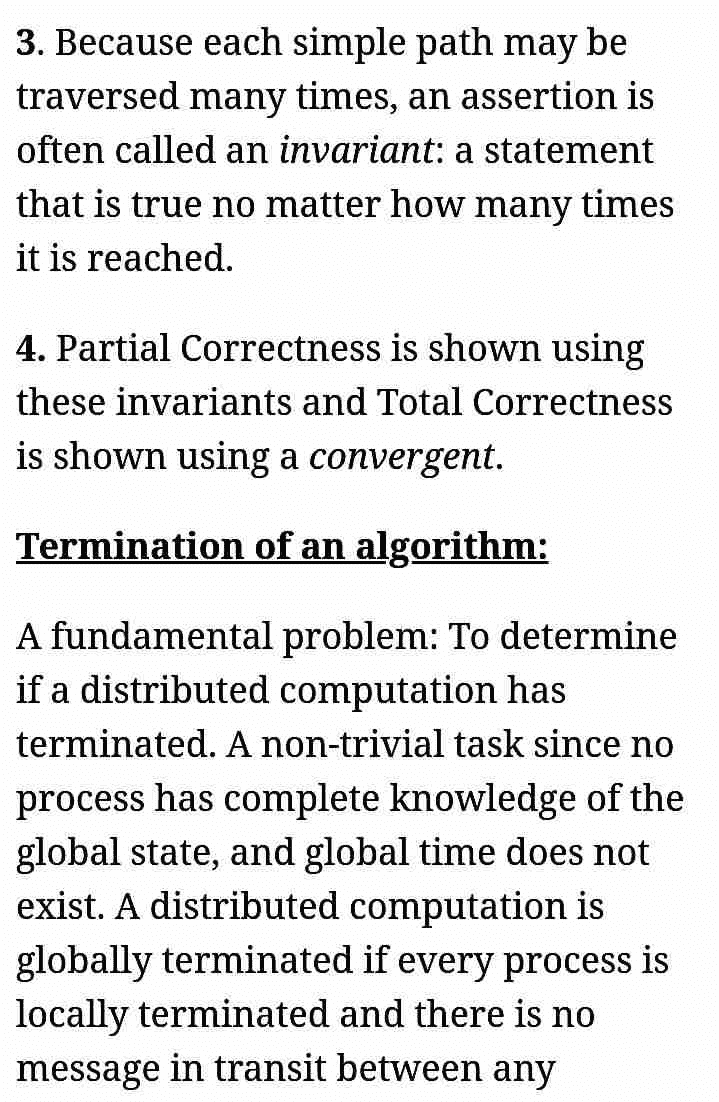 3. Because each simple path may be
traversed many times, an assertion is
often called an invariant: a statement
that is true no matter how many times
it is reached.
4. Partial Correctness is shown using
these invariants and Total Correctness
is shown using a convergent.
Termination of an algorithm:
A fundamental problem: To determine
if a distributed computation has
terminated. A non-trivial task since no
process has complete knowledge of the
global state, and global time does not
exist. A distributed computation is
globally terminated if every process is
locally terminated and there is no
message in transit between any